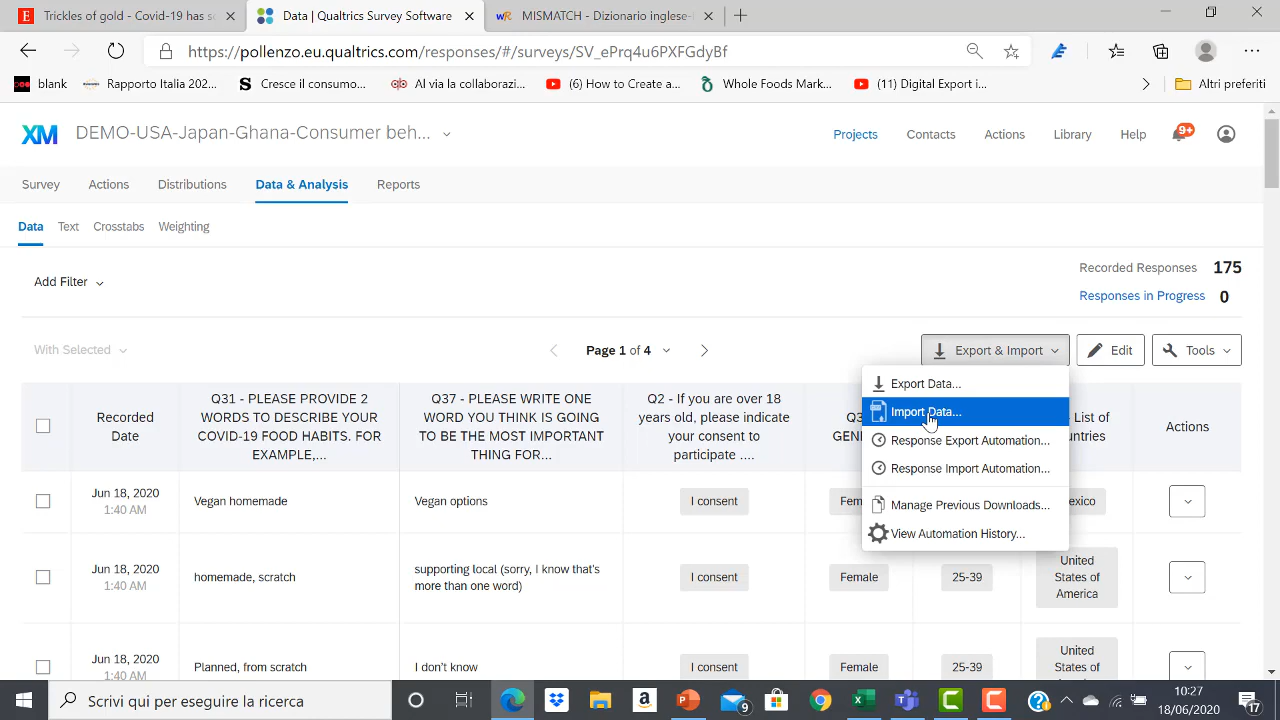 Trickles of gold - Covid-19 has s
Data | Qualtrics Survey Software
wR MISMATCH - Dizionario inglese-I
https://pollenzo.eu.qualtrics.com/responses/#/surveys/SV_ePrq4u6PXFGdyBf
blank
Rapporto Italia 202...
S Cresce il consumo...
Al via la collaborazi...
(6) How to Create a...
Whole Foods Mark...
(11) Digital Export i...
Altri preferiti
XM DEMO-USA-Japan-Ghana-Consumer beh...
Projects Contacts Actions Library Help 9+
Survey Actions Distributions Data & Analysis Reports
Data Text Crosstabs Weighting
Recorded Responses 175
Add Filter
Responses in Progress 0
With Selected
Page 1 of 4
Export & Import
Edit
Tools
Export Data...
Import Data...
Response Export Automation...
Response Import Automation...
Manage Previous Downloads...
View Automation History...
Recorded
Date
Q31 - PLEASE PROVIDE 2
WORDS TO DESCRIBE YOUR
COVID-19 FOOD HABITS. FOR
EXAMPLE,...
Q37 - PLEASE WRITE ONE
WORD YOU THINK IS GOING
TO BE THE MOST IMPORTANT
THING FOR...
Q2 - If you are over 18
years old, please indicate
your consent to
participate ....
Q3
GEN
List of
untries
Actions
Jun 18, 2020
1:40 AM
Vegan homemade
Vegan options
I consent
Fem
exico
Jun 18, 2020
1:40 AM
homemade, scratch
supporting local (sorry, I know that's
more than one word)
I consent
Female
25-39
United
States of
America
Jun 18, 2020
1:40 AM
Planned, from scratch
I don't know
I consent
Female
25-39
United
States of
Scrivi qui per eseguire la ricerca
9
10:27
18/06/2020
17